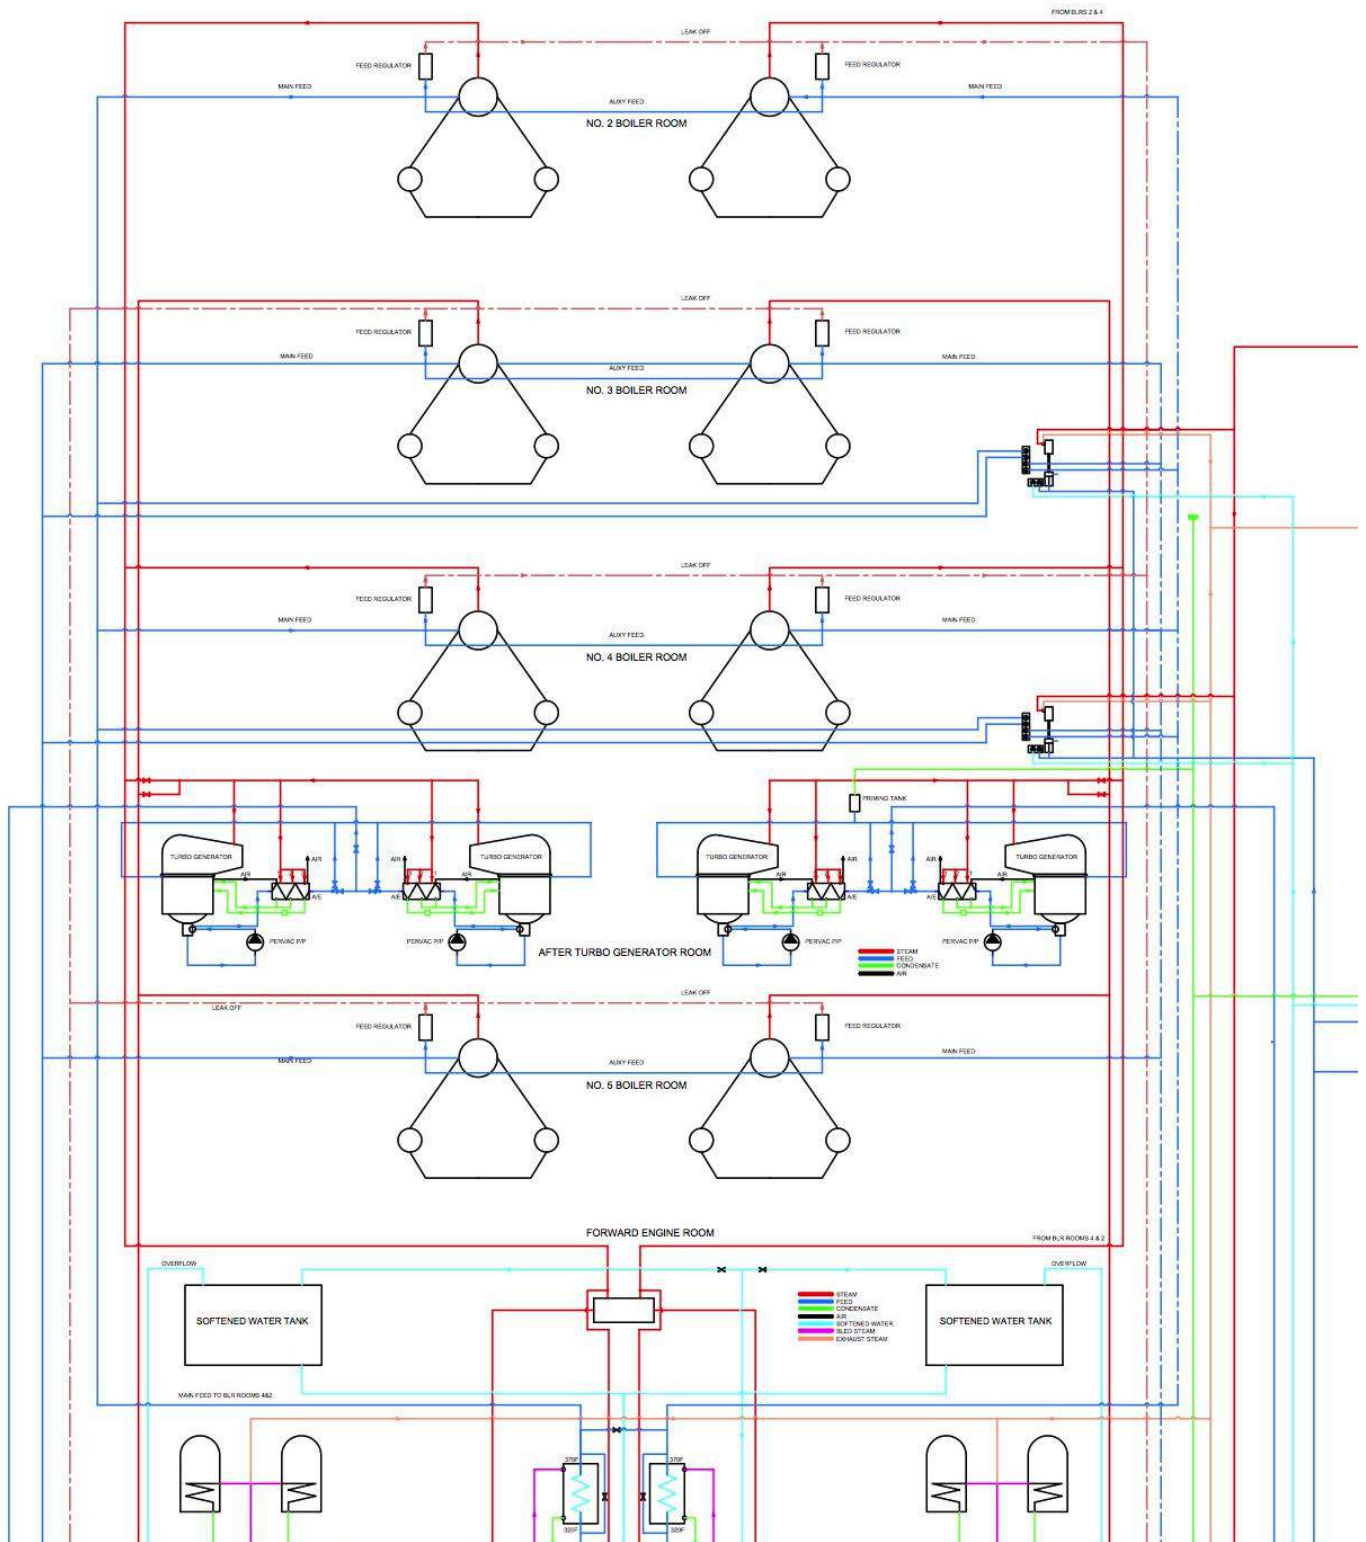 FROM BLRS 2 & 4
LEAK OFF
FEED REGULATOR
FEED REGULATOR
MAIN FEED
MAIN FEED
AUXY FEED
NO. 2 BOILER ROOM
LEAK OFF
FEED REGULATOR
FEED REGULATOR
MAIN FEED
MAIN FEED
AUXY FEED
NO. 3 BOILER ROOM
LEAK OFF
FEED REGULATOR
FEED REGULATOR
MAIN FEED
MAIN FEED
AUXY FEED
NO. 4 BOILER ROOM
PRIMING TANK
TURBO GENERATOR
AIR
AIR
TURBO GENERATOR
TURBO GENERATOR
AIR
AIR
TURBO GENERATOR
AIR
AIR
AIR
AIR
A/E
A/E
A/E
A/E
PERVAC P/P
PERVAC P/P
PERVAC P/P
PERVAC P/P
AFTER TURBO GENERATOR ROOM
STEAM
FEED
CONDENSATE
AIR
LEAK OFF
LEAK OFF
FEED REGULATOR
FEED REGULATOR
MAIN FEED
MAIN FEED
AUXY FEED
NO. 5 BOILER ROOM
FORWARD ENGINE ROOM
FROM BLR ROOMS 4 & 2
OVERFLOW
OVERFLOW
SOFTENED WATER TANK
STEAM
FEED
CONDENSATE
AIR
SOFTENED WATER
BLED STEAM
EXHAUST STEAM
SOFTENED WATER TANK
MAIN FEED TO BLR ROOMS 4&2
370F
370F
320F
320F